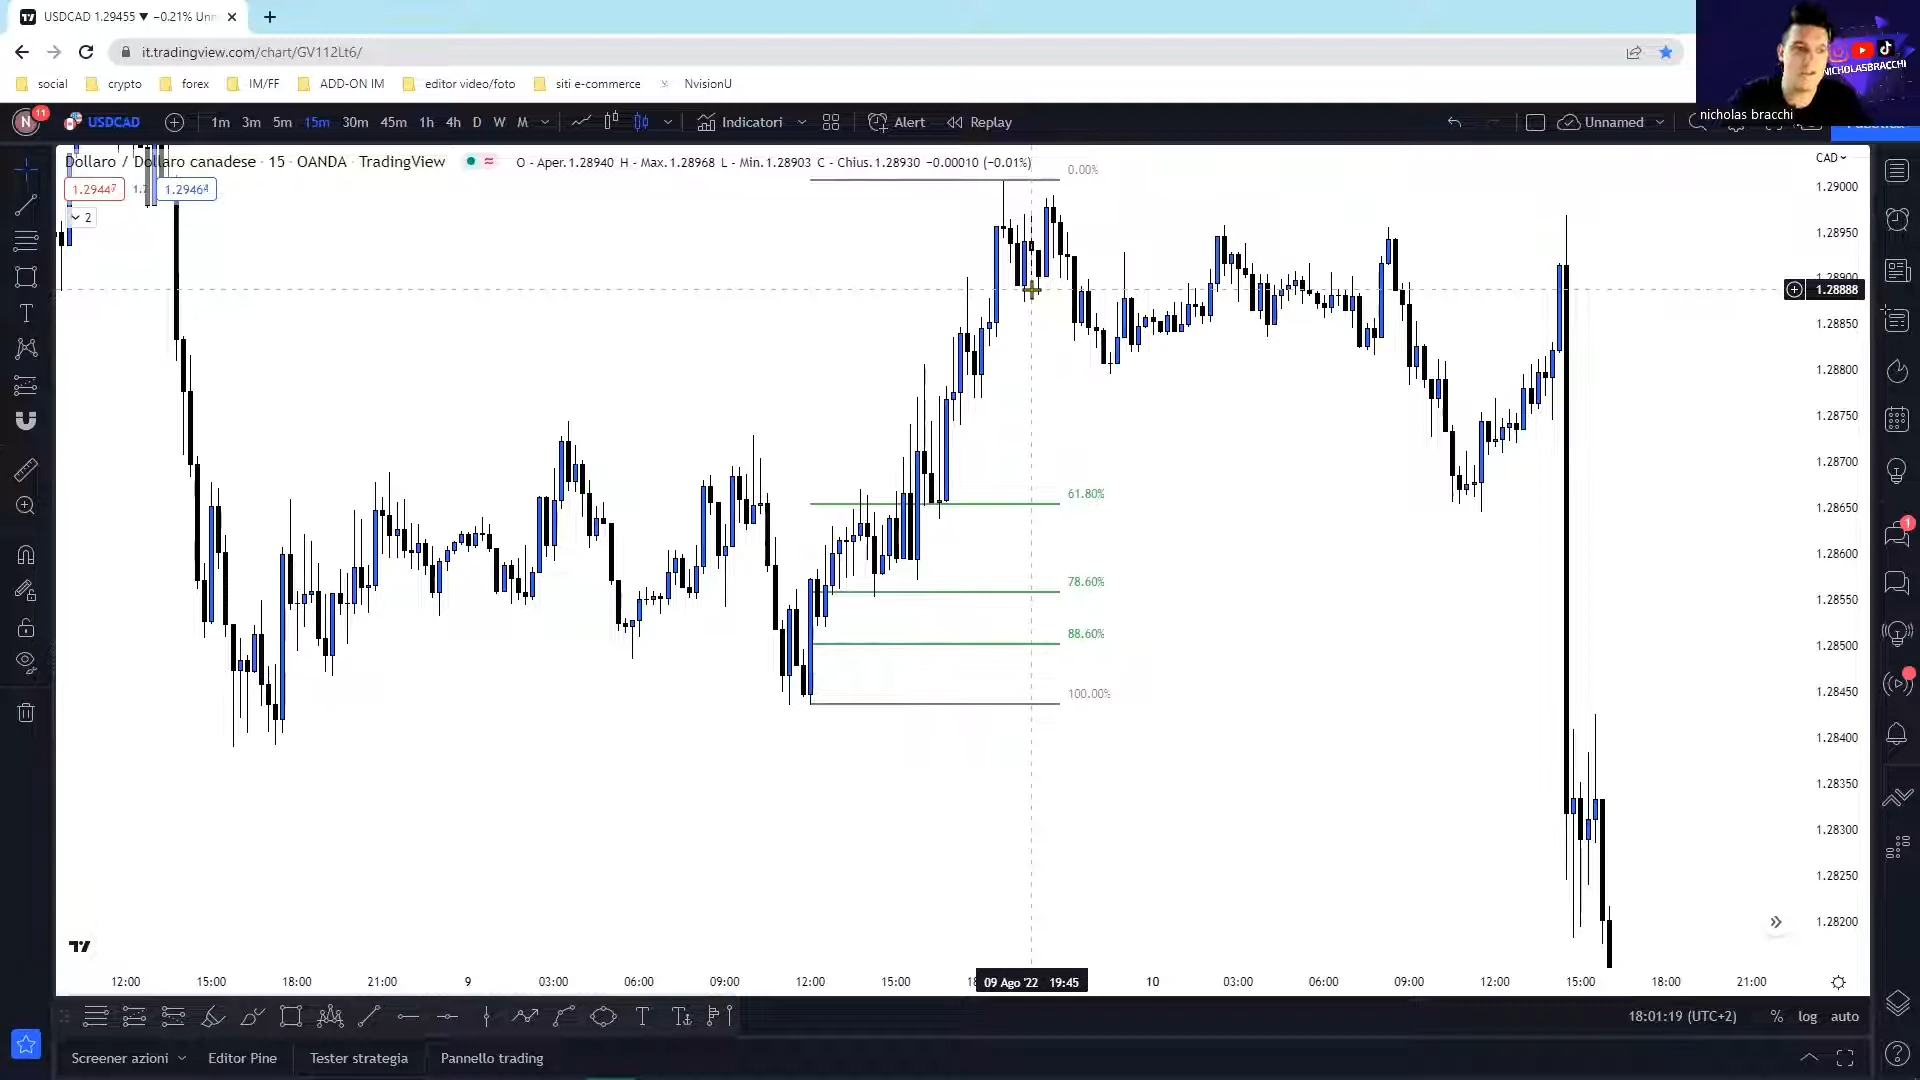 USDCAD 1.29455 ▼ −0.21% Unn
it.tradingview.com/chart/GV112Lt6/
social crypto forex IM/FF ADD-ON IM editor video/foto siti e-commerce NvisionU
NICHOLASBRACCHI
nicholas bracchi
N 11 USDCAD 1m 3m 5m 15m 30m 45m 1h 4h D W M Indicatori Alert Replay Unnamed
Dollaro / Dollaro canadese · 15 · OANDA · TradingView O - Aper.1.28940 H - Max.1.28968 L - Min.1.28903 C - Chius.1.28930 −0.00010 (−0.01%)
CAD
1.29447 1.7 1.29464
2
0.00%
61.80%
78.60%
88.60%
100.00%
1.29000
1.28950
1.28900
1.28888
1.28850
1.28800
1.28750
1.28700
1.28650
1.28600
1.28550
1.28500
1.28450
1.28400
1.28350
1.28300
1.28250
1.28200
1
12:00 15:00 18:00 21:00 9 03:00 06:00 09:00 12:00 15:00 09 Ago '22 19:45 10 03:00 06:00 09:00 12:00 15:00 18:00 21:00
18:01:19 (UTC+2) % log auto
Screener azioni Editor Pine Tester strategia Pannello trading